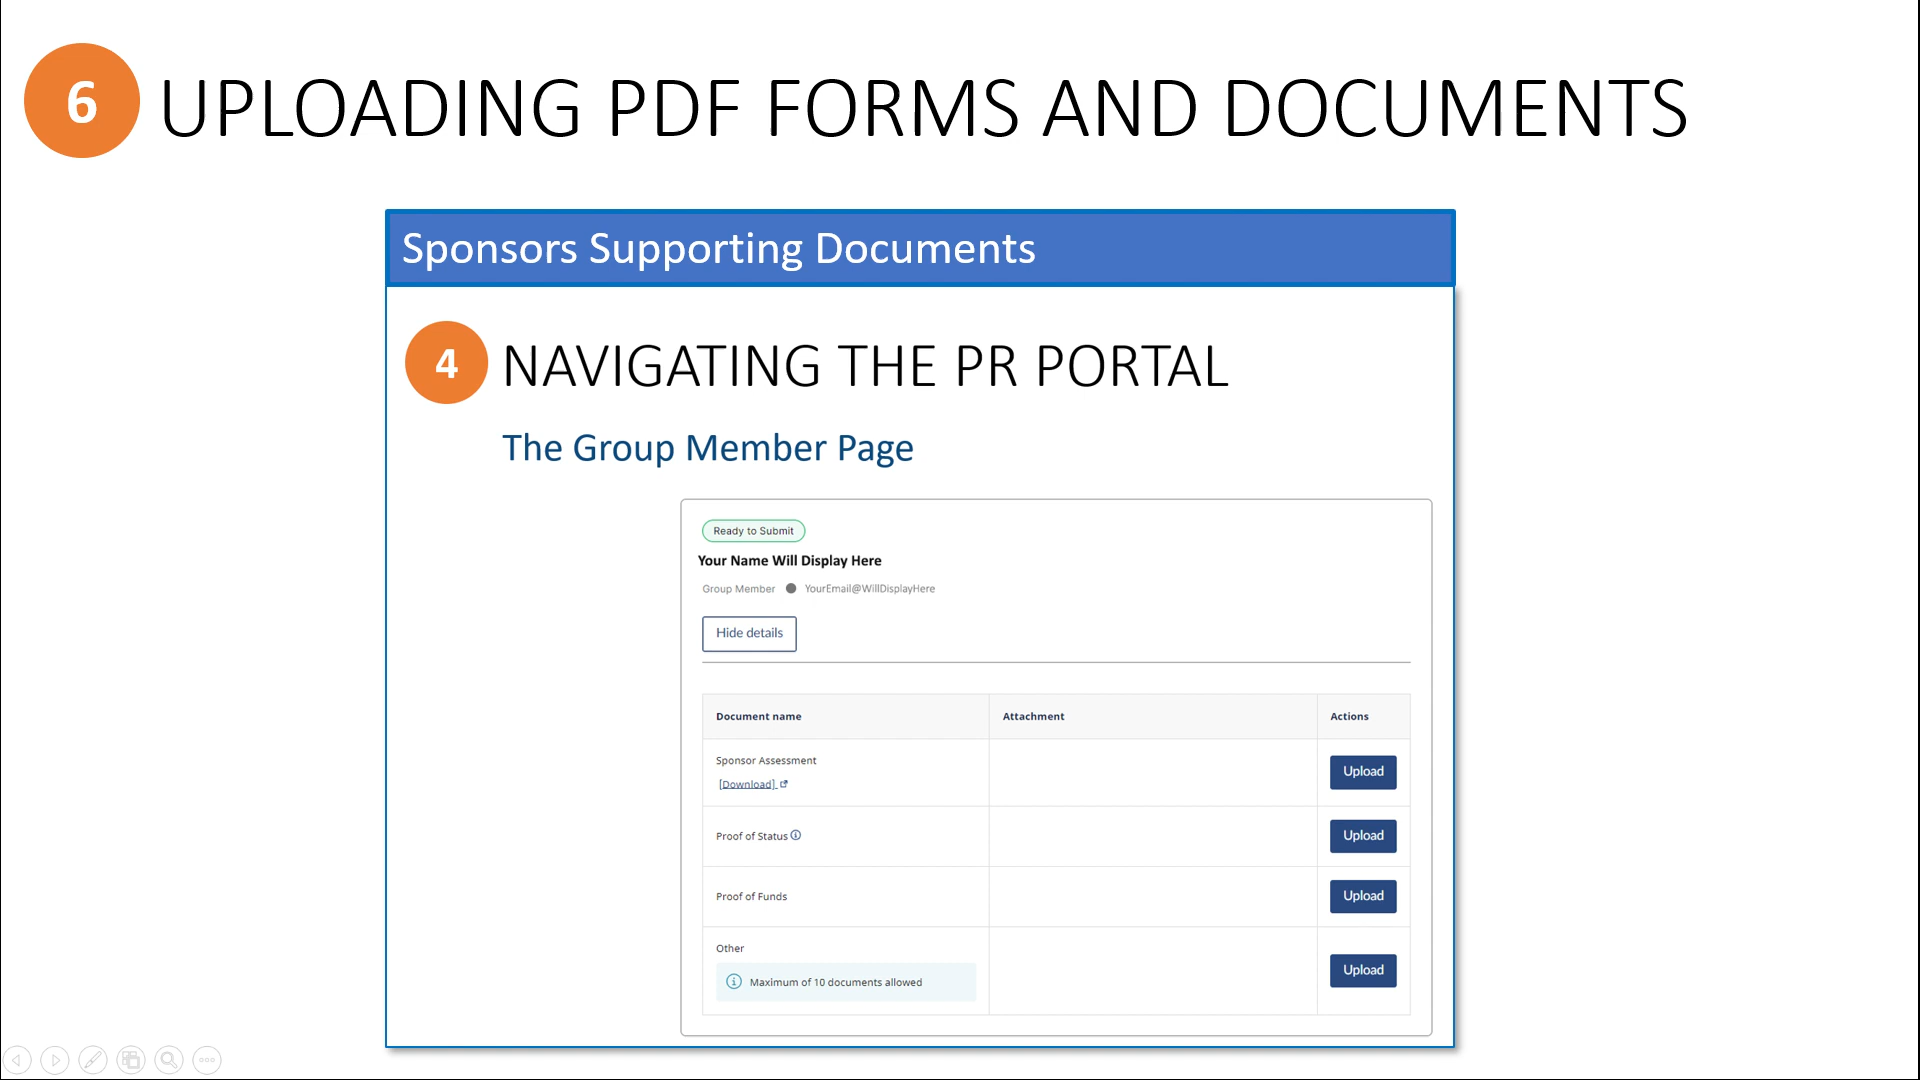 6
UPLOADING PDF FORMS AND DOCUMENTS
Sponsors Supporting Documents
4
NAVIGATING THE PR PORTAL
The Group Member Page
Ready to Submit
Your Name Will Display Here
Group Member YourEmail@WillDisplayHere
Hide details
Document name Attachment Actions
Sponsor Assessment
[Download]
Upload
Proof of Status
Upload
Proof of Funds
Upload
Other
Maximum of 10 documents allowed
Upload